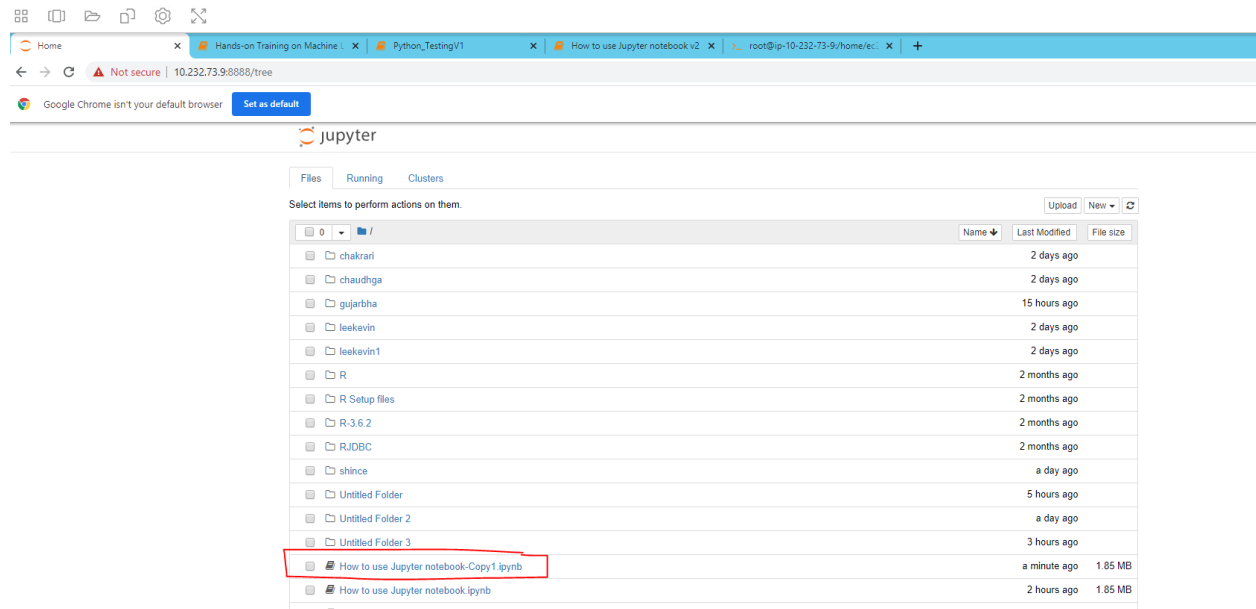 Home
Hands-on Training on Machine L
Python_TestingV1
How to use Jupyter notebook v2
root@ip-10-232-73-9:/home/ec2
Not secure | 10.232.73.9:8888/tree
Google Chrome isn't your default browser Set as default
jupyter
Files Running Clusters
Select items to perform actions on them. Upload New
0 / Name Last Modified File size
chakrari 2 days ago
chaudhga 2 days ago
gujarbha 15 hours ago
leekevin 2 days ago
leekevin1 2 days ago
R 2 months ago
R Setup files 2 months ago
R-3.6.2 2 months ago
RJDBC 2 months ago
shince a day ago
Untitled Folder 5 hours ago
Untitled Folder 2 a day ago
Untitled Folder 3 3 hours ago
How to use Jupyter notebook-Copy1.ipynb a minute ago 1.85 MB
How to use Jupyter notebook.ipynb 2 hours ago 1.85 MB